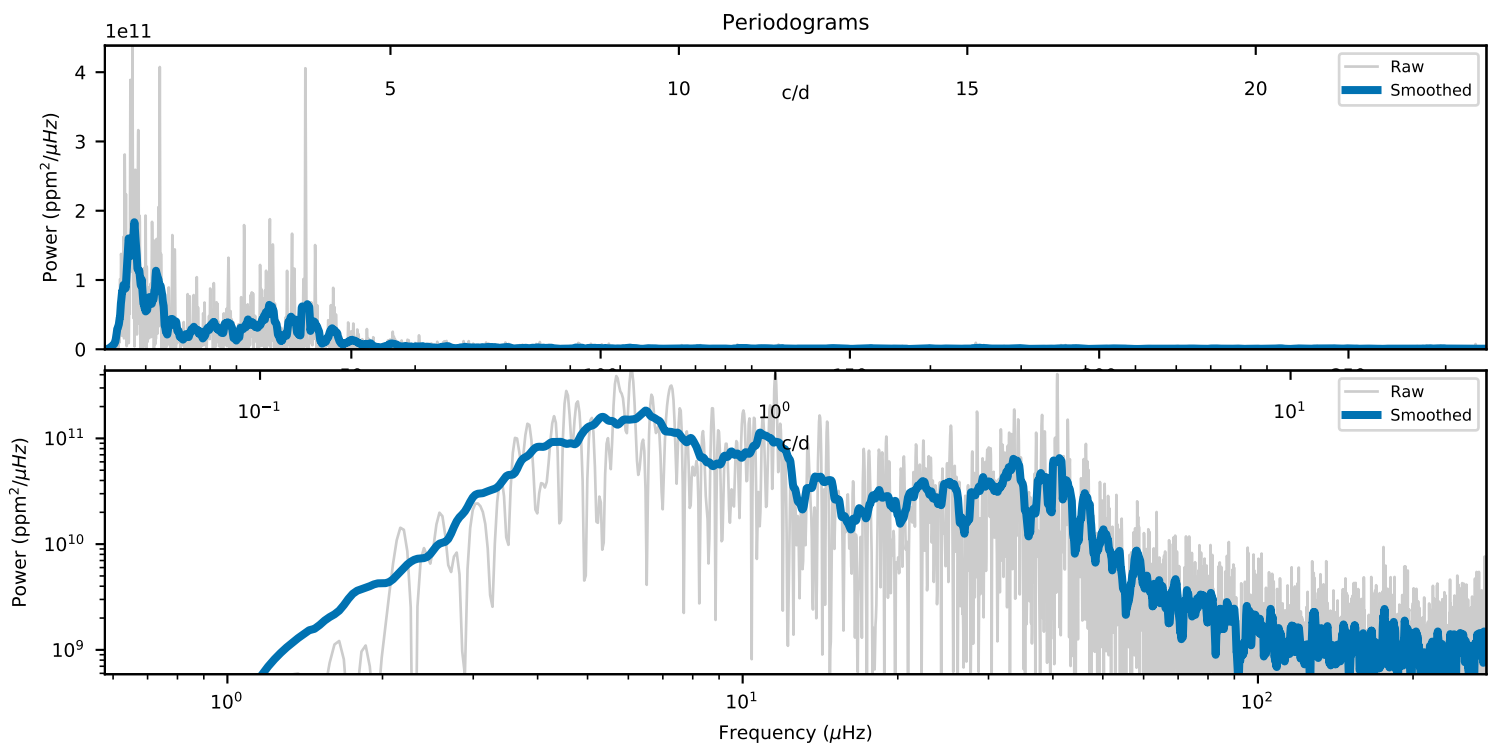 Periodograms
1e11
4
3
2
1
0
Power (ppm²/μHz)
5
10
15
20
c/d
Raw
Smoothed
10⁻¹
10⁰
10¹
c/d
Raw
Smoothed
10¹¹
10¹⁰
10⁹
Power (ppm²/μHz)
10⁰
10¹
10²
Frequency (μHz)